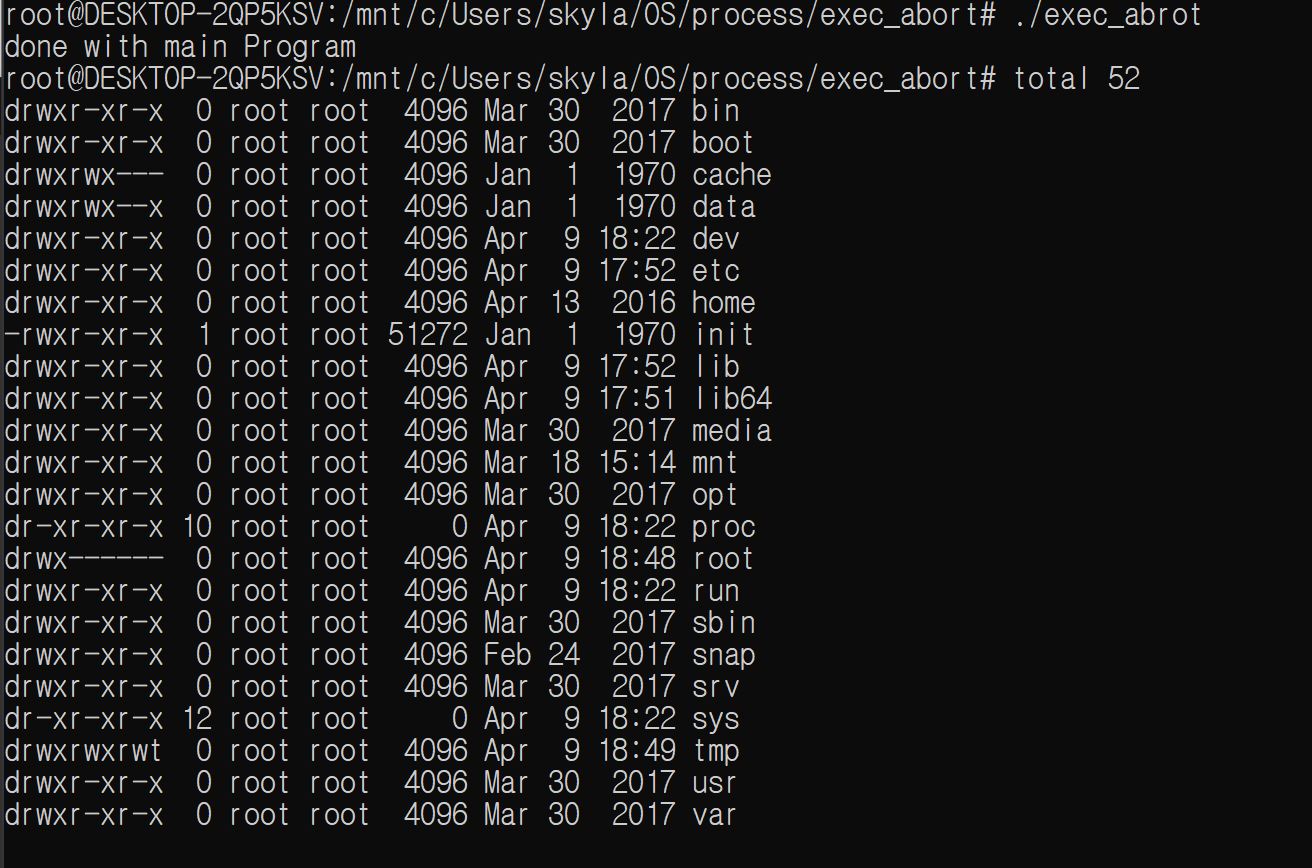 root@DESKTOP-2QP5KSV:/mnt/c/Users/skyla/OS/process/exec_abort# ./exec_abrot
done with main Program
root@DESKTOP-2QP5KSV:/mnt/c/Users/skyla/OS/process/exec_abort# total 52
drwxr-xr-x  0 root root  4096 Mar 30  2017 bin
drwxr-xr-x  0 root root  4096 Mar 30  2017 boot
drwxrwx---  0 root root  4096 Jan  1  1970 cache
drwxrwx--x  0 root root  4096 Jan  1  1970 data
drwxr-xr-x  0 root root  4096 Apr  9 18:22 dev
drwxr-xr-x  0 root root  4096 Apr  9 17:52 etc
drwxr-xr-x  0 root root  4096 Apr 13  2016 home
-rwxr-xr-x  1 root root 51272 Jan  1  1970 init
drwxr-xr-x  0 root root  4096 Apr  9 17:52 lib
drwxr-xr-x  0 root root  4096 Apr  9 17:51 lib64
drwxr-xr-x  0 root root  4096 Mar 30  2017 media
drwxr-xr-x  0 root root  4096 Mar 18 15:14 mnt
drwxr-xr-x  0 root root  4096 Mar 30  2017 opt
dr-xr-xr-x 10 root root     0 Apr  9 18:22 proc
drwx------  0 root root  4096 Apr  9 18:48 root
drwxr-xr-x  0 root root  4096 Apr  9 18:22 run
drwxr-xr-x  0 root root  4096 Mar 30  2017 sbin
drwxr-xr-x  0 root root  4096 Feb 24  2017 snap
drwxr-xr-x  0 root root  4096 Mar 30  2017 srv
dr-xr-xr-x 12 root root     0 Apr  9 18:22 sys
drwxrwxrwt  0 root root  4096 Apr  9 18:49 tmp
drwxr-xr-x  0 root root  4096 Mar 30  2017 usr
drwxr-xr-x  0 root root  4096 Mar 30  2017 var